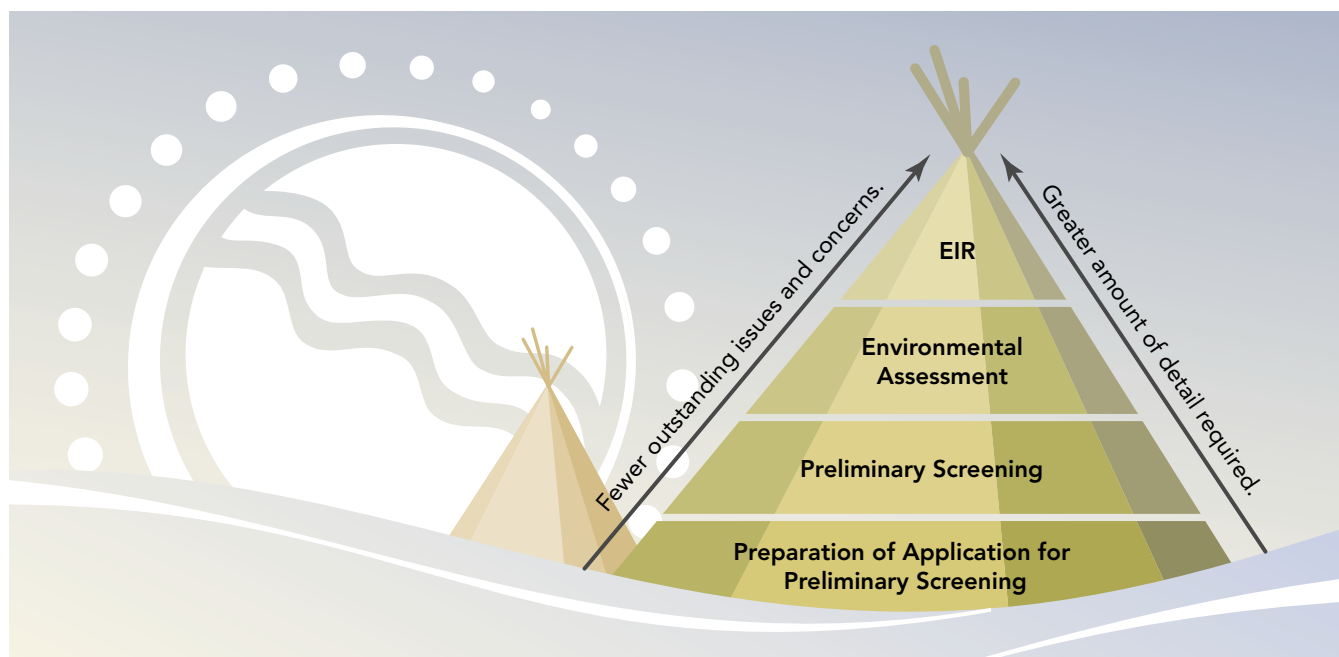 Fewer outstanding issues and concerns.
Greater amount of detail required.
EIR
Environmental
Assessment
Preliminary Screening
Preparation of Application for
Preliminary Screening